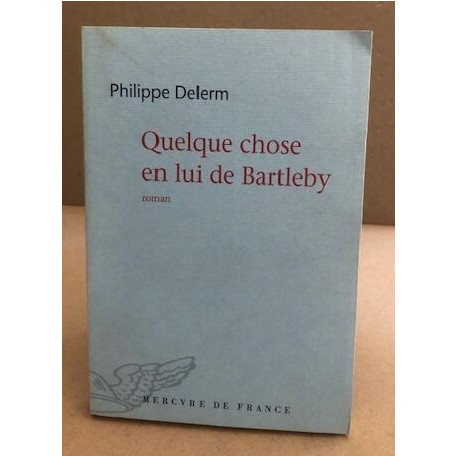 Philippe Delerm
Quelque chose
en lui de Bartleby
roman
MERCVRE DE FRANCE